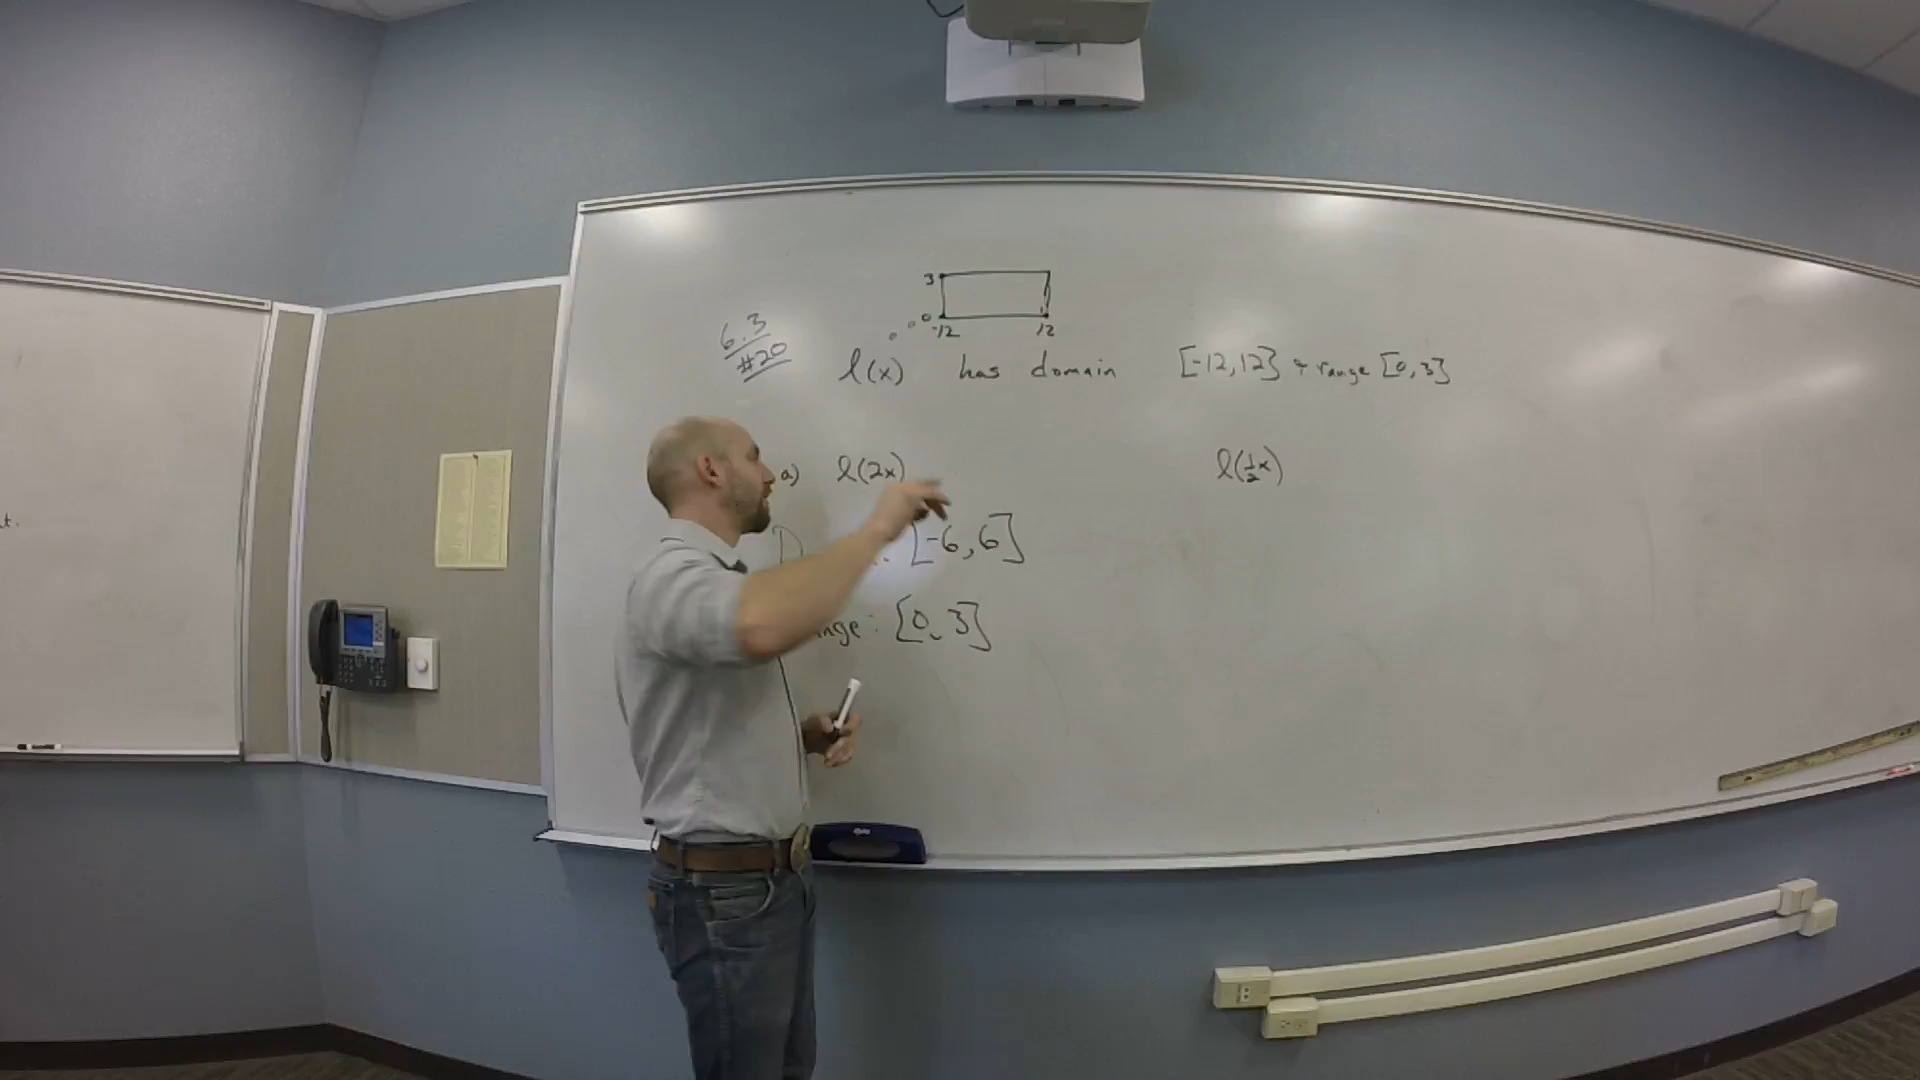 3
0
-12 12
6.3
#20
l(x) has domain [-12,12] + range [0,3]
a) l(2x) l(½x)
D : [-6,6]
nge : [0,3]
t.